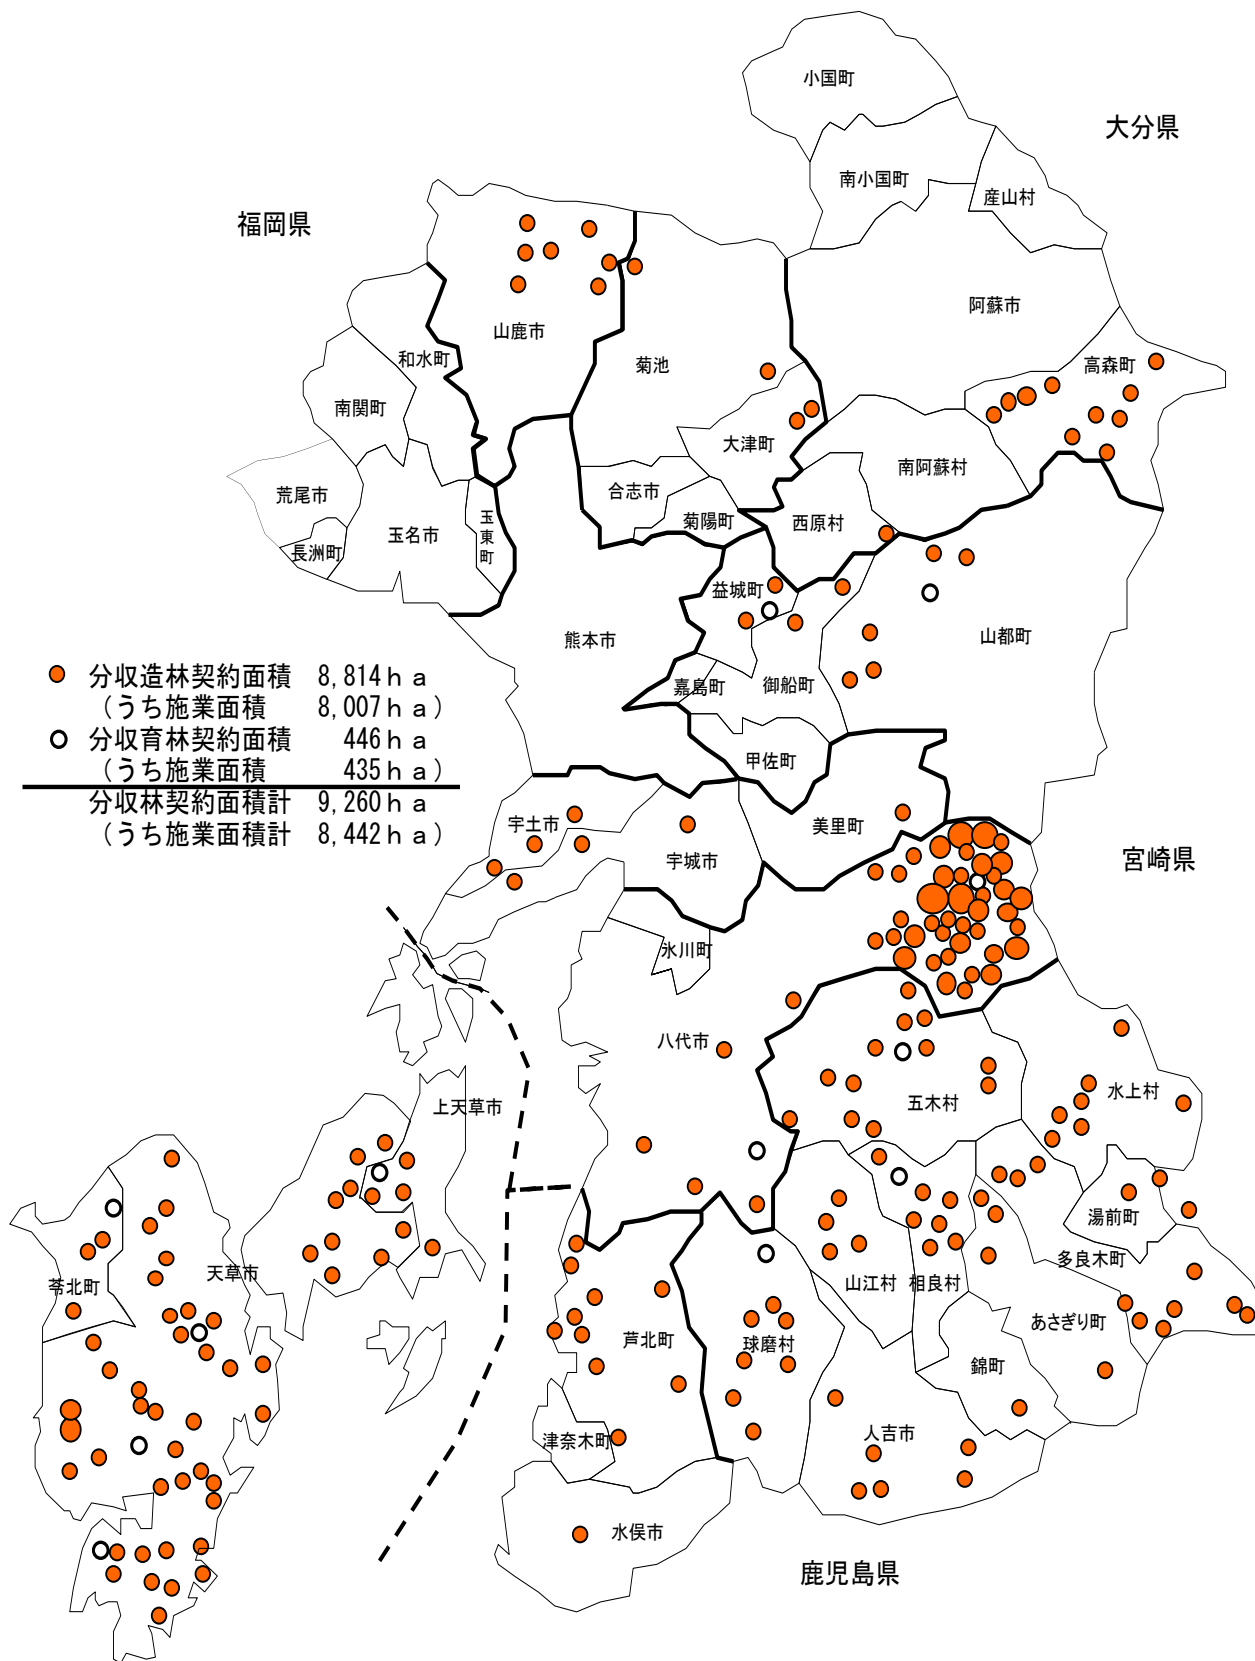 小国町
大分県
南小国町
産山村
福岡県
阿蘇市
山鹿市
和水町
菊池
高森町
南関町
大津町
南阿蘇村
合志市
荒尾市
菊陽町
西原村
玉名市
玉東町
長洲町
益城町
熊本市
山都町
嘉島町
御船町
分収造林契約面積 8,814ha
(うち施業面積 8,007ha)
分収育林契約面積 446ha
(うち施業面積 435ha)
分収林契約面積計 9,260ha
(うち施業面積計 8,442ha)
甲佐町
宇土市
美里町
宇城市
宮崎県
氷川町
八代市
上天草市
五木村
水上村
湯前町
多良木町
天草市
苓北町
山江村
相良村
あさぎり町
芦北町
球磨村
錦町
津奈木町
人吉市
水俣市
鹿児島県